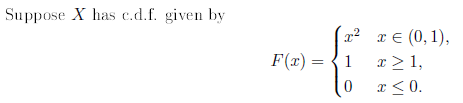 Suppose X has c.d.f. given by
F(x) = { x² x ∈ (0, 1),
1 x ≥ 1,
0 x ≤ 0.